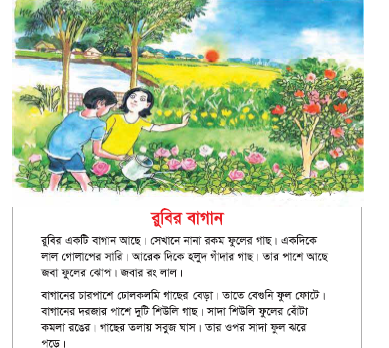 রুবির বাগান
রুবির একটি বাগান আছে। সেখানে নানা রকম ফুলের গাছ। একদিকে
লাল গোলাপের সারি। আরেক দিকে হলুদ গাঁদার গাছ। তার পাশে আছে
জবা ফুলের ঝোপ। জবার রং লাল।
বাগানের চারপাশে ঢোলকলমি গাছের বেড়া। তাতে বেগুনি ফুল ফোটে।
বাগানের দরজার পাশে দুটি শিউলি গাছ। সাদা শিউলি ফুলের বোঁটা
কমলা রঙের। গাছের তলায় সবুজ ঘাস। তার ওপর সাদা ফুল ঝরে
পড়ে।